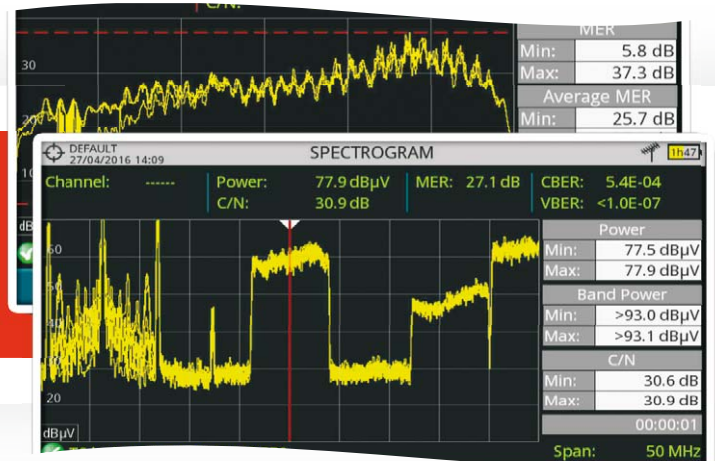 C/N:
MER
Min: 5.8 dB
Max: 37.3 dB
Average MER
Min: 25.7 dB
30
20
10
DEFAULT
27/04/2016 14:09
SPECTROGRAM
1h47
Channel: ------
Power: 77.9 dBµV
MER: 27.1 dB
CBER: 5.4E-04
C/N: 30.9 dB
VBER: <1.0E-07
Power
Min: 77.5 dBµV
Max: 77.9 dBµV
Band Power
Min: >93.0 dBµV
Max: >93.1 dBµV
C/N
Min: 30.6 dB
Max: 30.9 dB
00:00:01
60
50
20
dBµV
Span: 50 MHz